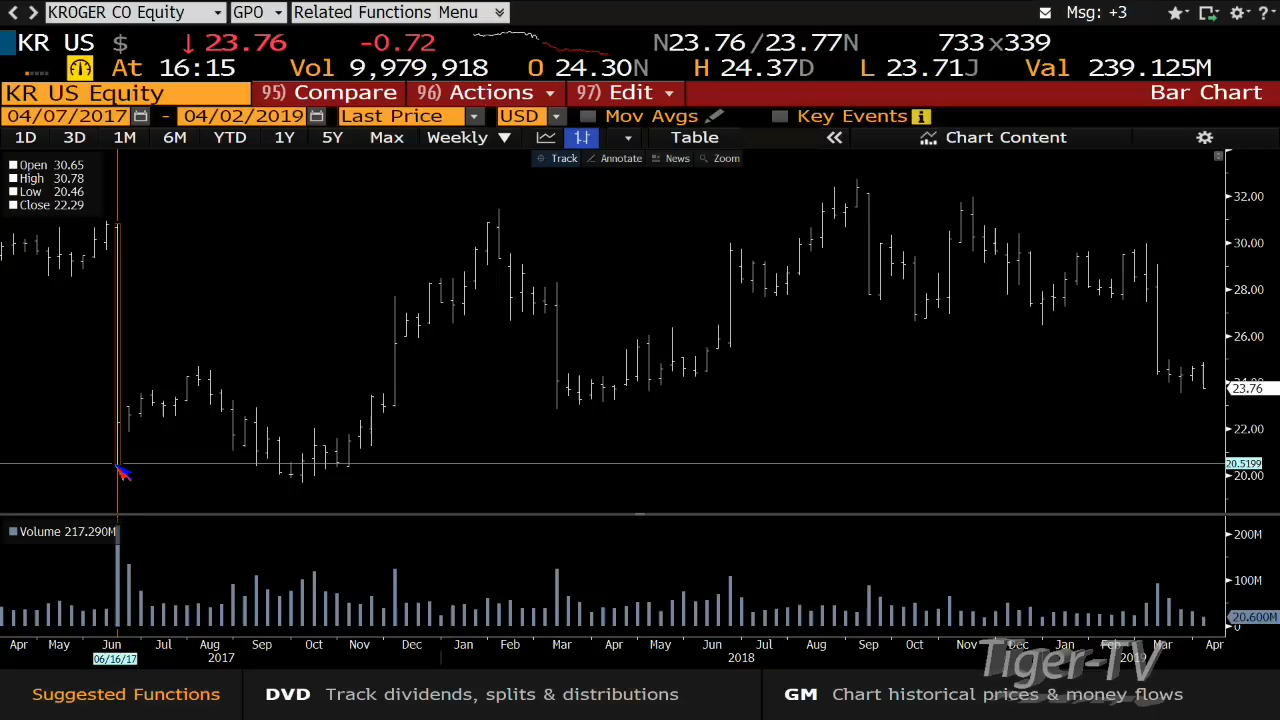 KROGER CO Equity GPO Related Functions Menu Msg: +3
KR US $ ↓ 23.76 -0.72 N23.76/23.77N 733x339
At 16:15 Vol 9,979,918 O 24.30N H 24.37D L 23.71J Val 239.125M
KR US Equity 95) Compare 96) Actions 97) Edit Bar Chart
04/07/2017 - 04/02/2019 Last Price USD Mov Avgs Key Events
1D 3D 1M 6M YTD 1Y 5Y Max Weekly ▼ Table « Chart Content
Track Annotate News Zoom
Open 30.65
High 30.78
Low 20.46
Close 22.29
32.00
30.00
28.00
26.00
23.76
22.00
20.5199
20.00
Volume 217.290M
200M
100M
20.600M
0
Apr May Jun Jul Aug Sep Oct Nov Dec Jan Feb Mar Apr May Jun Jul Aug Sep Oct Nov Dec Jan Feb Mar Apr
06/16/17 2017 2018 2019
Tiger-TV
Suggested Functions DVD Track dividends, splits & distributions GM Chart historical prices & money flows